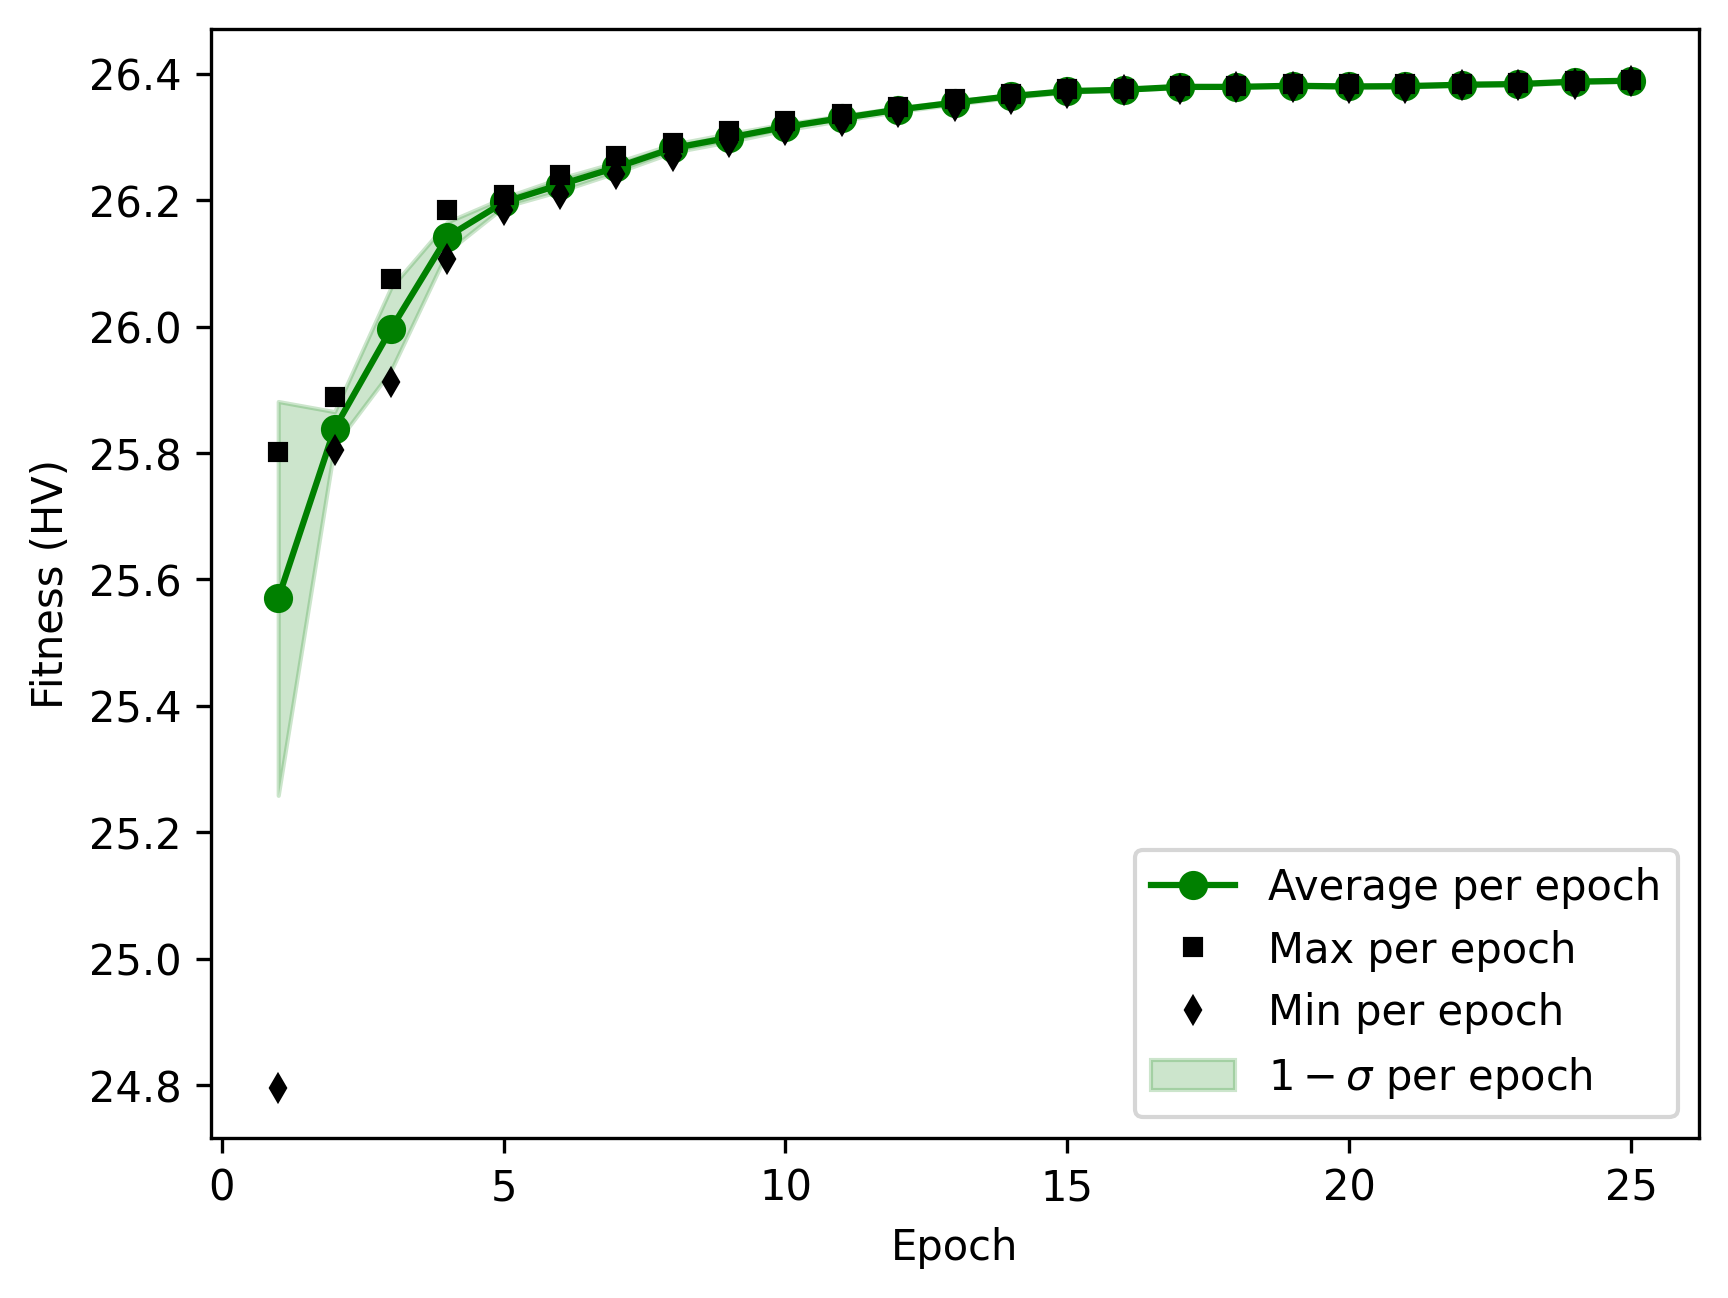 26.4
26.2
26.0
25.8
25.6
25.4
25.2
25.0
24.8
Fitness (HV)
0 5 10 15 20 25
Epoch
Average per epoch
Max per epoch
Min per epoch
1 − σ per epoch